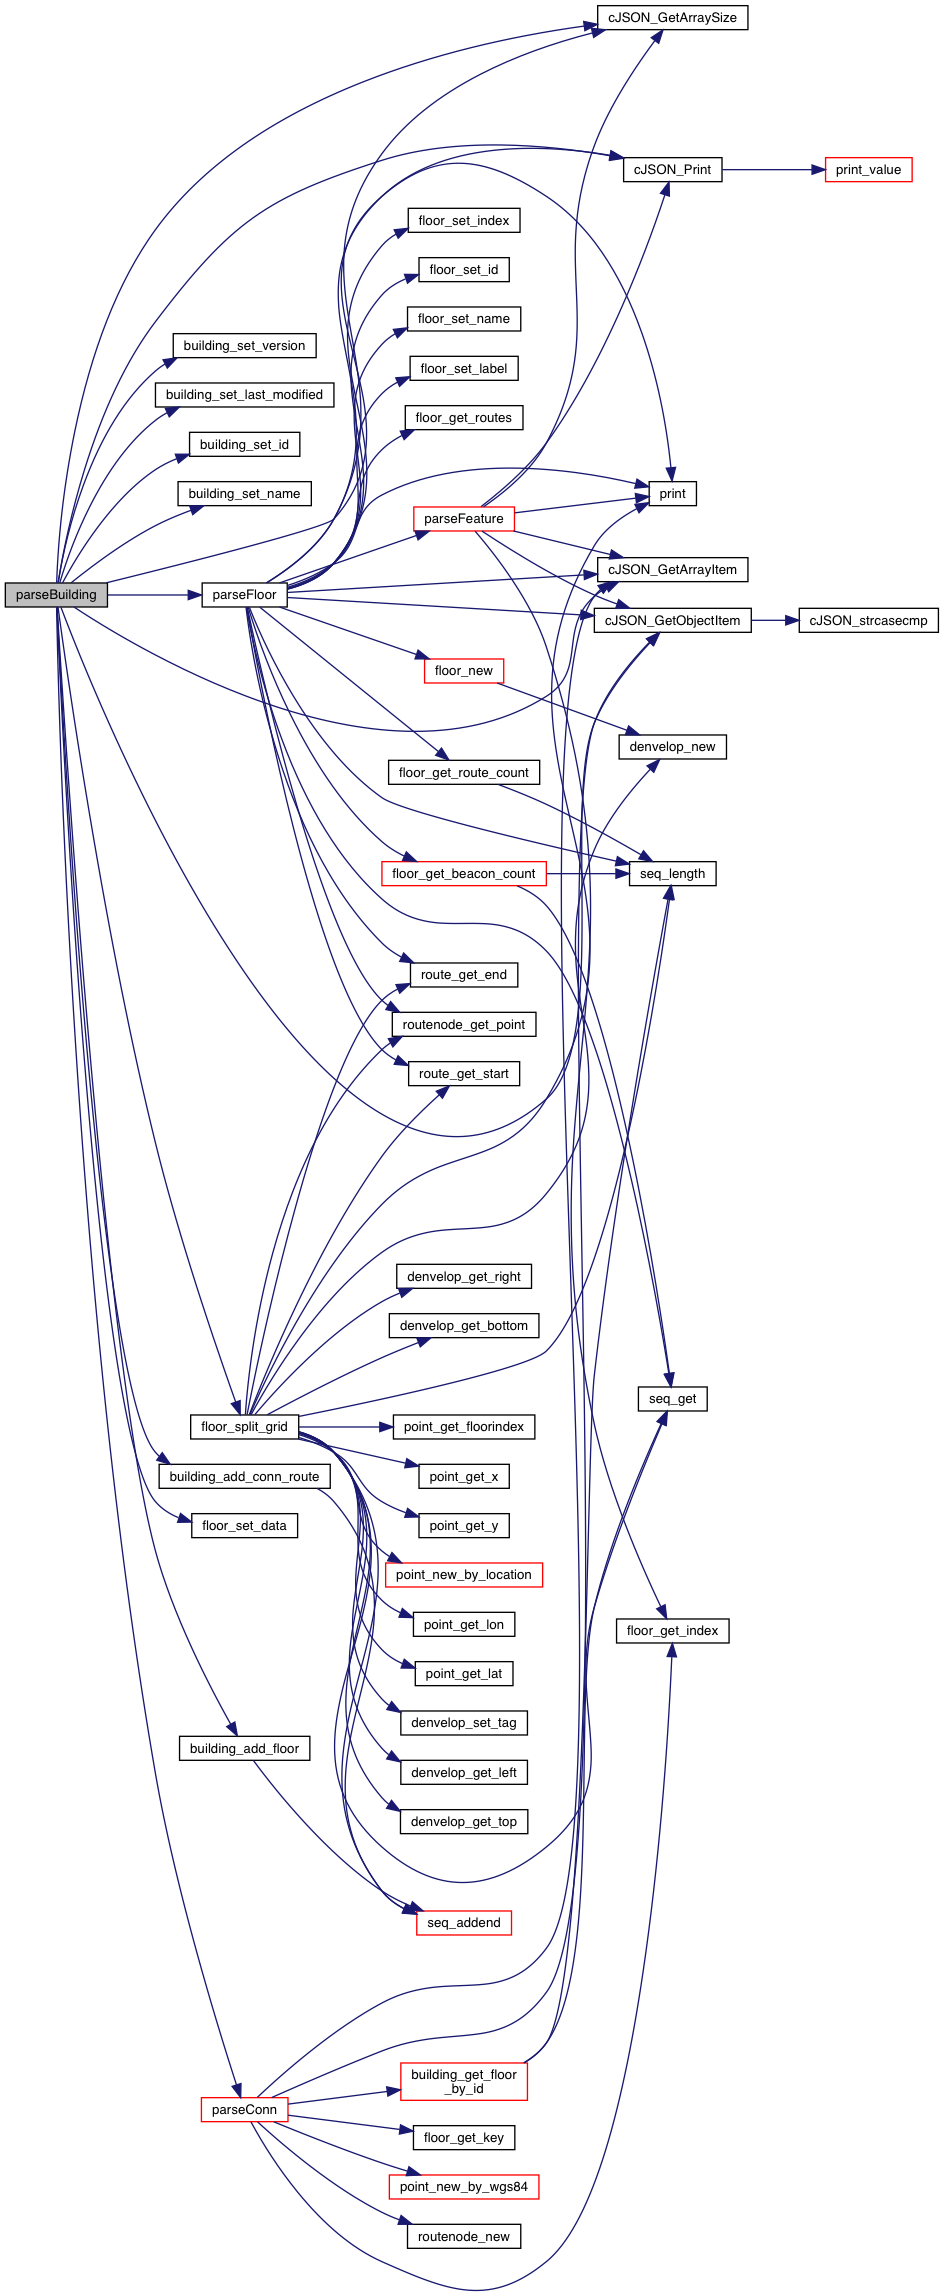 cJSON_GetArraySize
cJSON_Print
print_value
floor_set_index
floor_set_id
floor_set_name
building_set_version
floor_set_label
building_set_last_modified
floor_get_routes
building_set_id
building_set_name
print
parseFeature
cJSON_GetArrayItem
parseBuilding
parseFloor
cJSON_GetObjectItem
cJSON_strcasecmp
floor_new
denvelop_new
floor_get_route_count
floor_get_beacon_count
seq_length
route_get_end
routenode_get_point
route_get_start
denvelop_get_right
denvelop_get_bottom
seq_get
floor_split_grid
point_get_floorindex
building_add_conn_route
point_get_x
floor_set_data
point_get_y
point_new_by_location
point_get_lon
floor_get_index
point_get_lat
denvelop_set_tag
building_add_floor
denvelop_get_left
denvelop_get_top
seq_addend
building_get_floor
_by_id
parseConn
floor_get_key
point_new_by_wgs84
routenode_new